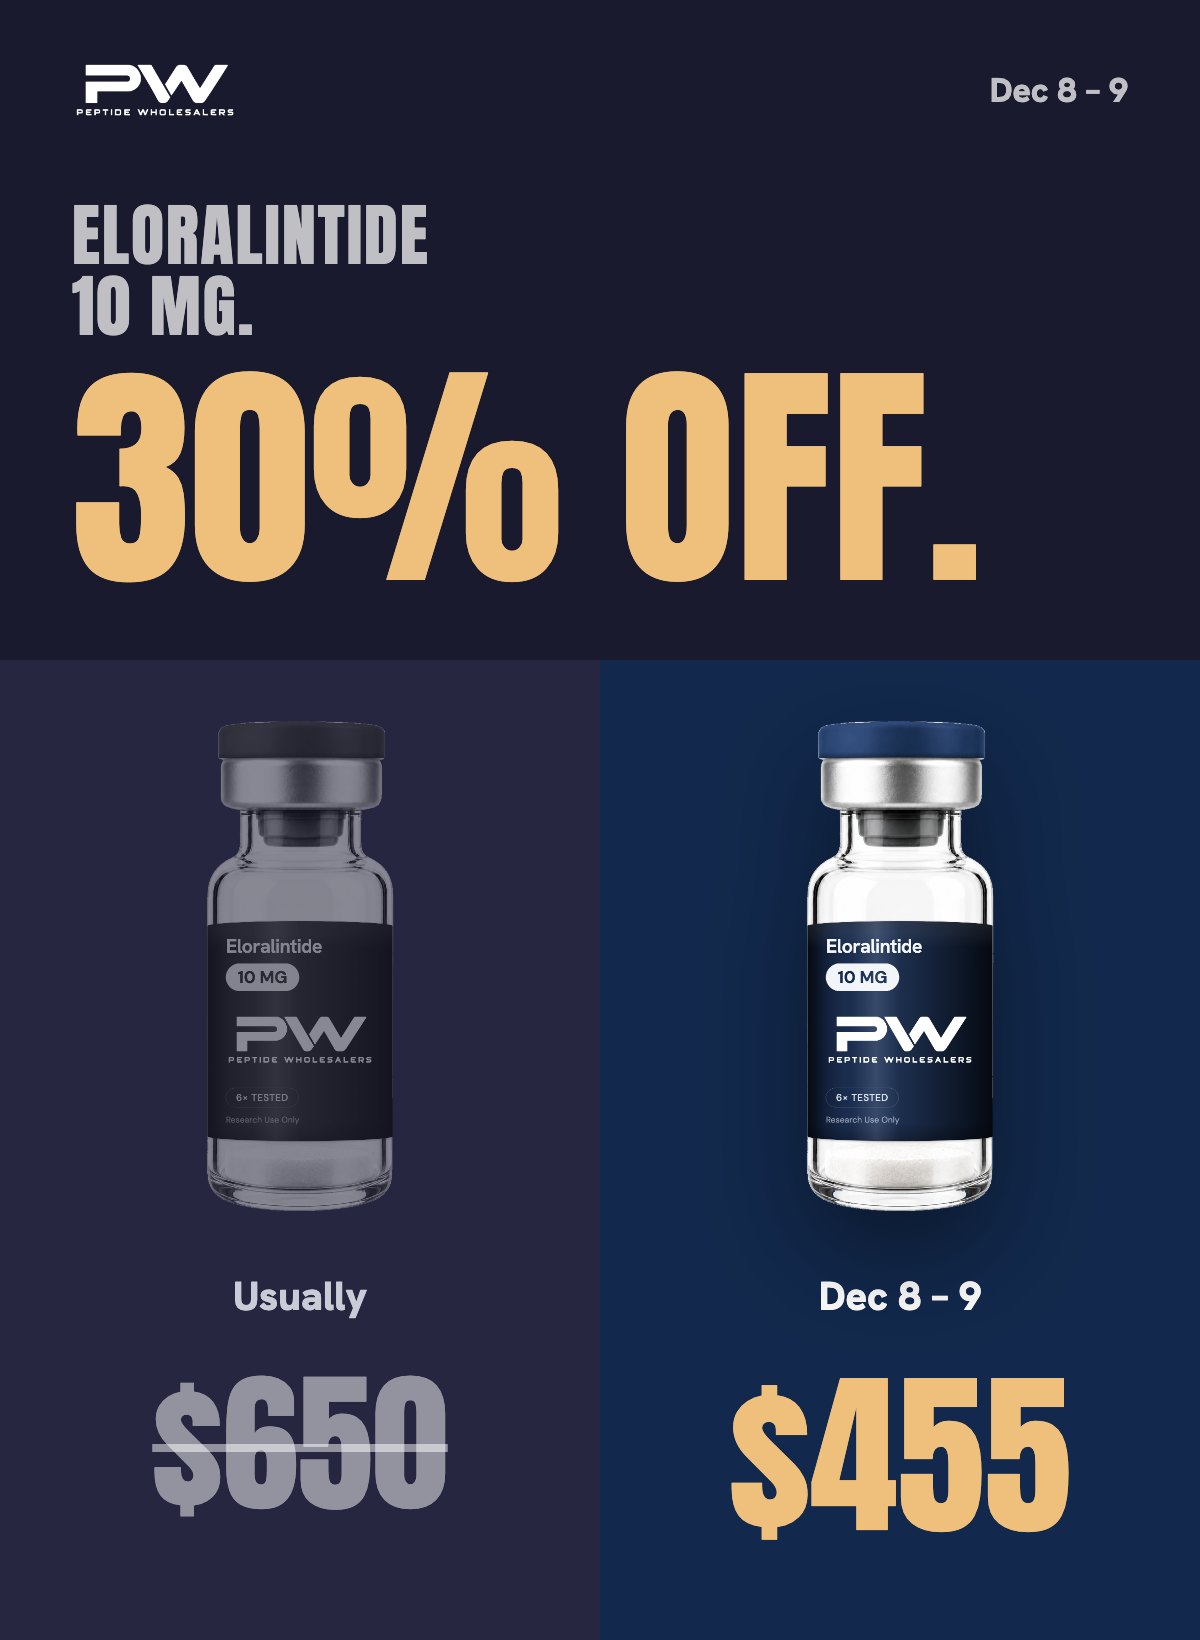 PW
PEPTIDE WHOLESALERS
Dec 8 – 9
ELORALINTIDE
10 MG.
30% OFF.
Eloralintide
10 MG
PW
PEPTIDE WHOLESALERS
6× TESTED
Research Use Only
Usually
$650
Eloralintide
10 MG
PW
PEPTIDE WHOLESALERS
6× TESTED
Research Use Only
Dec 8 – 9
$455